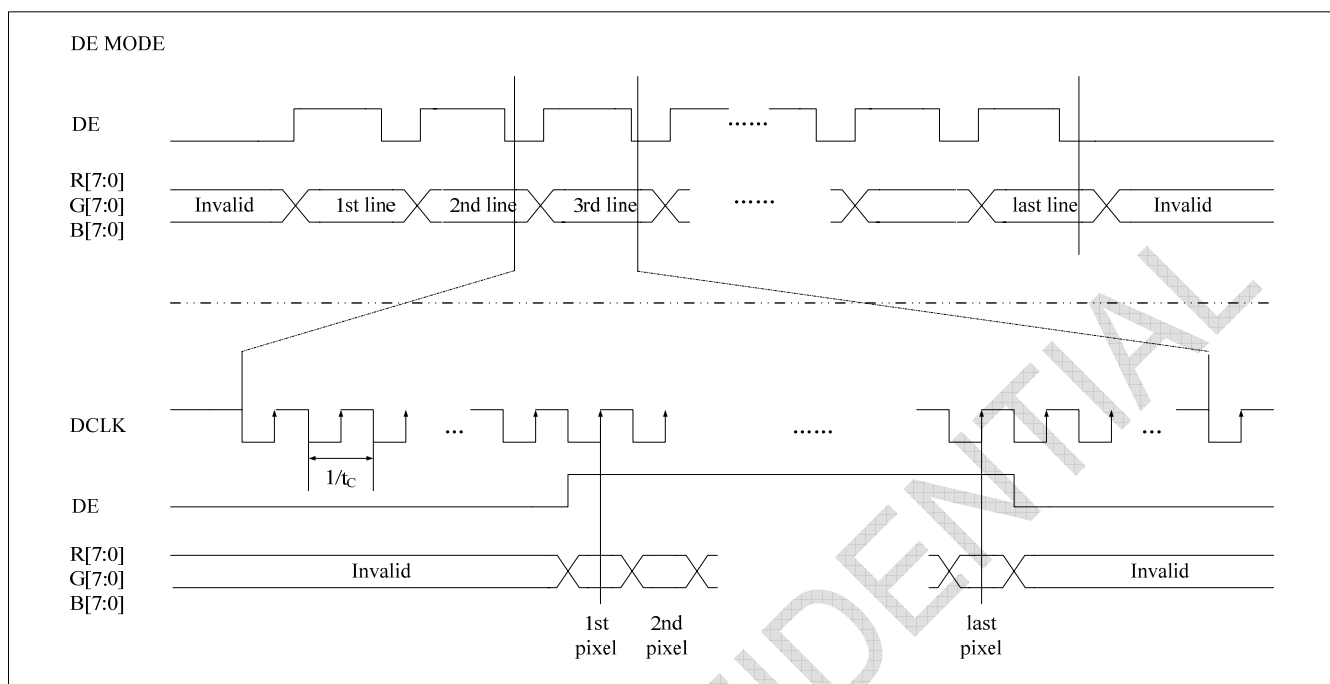 DE MODE
DE
……
R[7:0]
G[7:0]
B[7:0]
Invalid
1st line
2nd line
3rd line
……
last line
Invalid
DCLK
...
……
...
1/tC
DE
R[7:0]
G[7:0]
B[7:0]
Invalid
Invalid
1st
pixel
2nd
pixel
last
pixel
FIDENTIAL